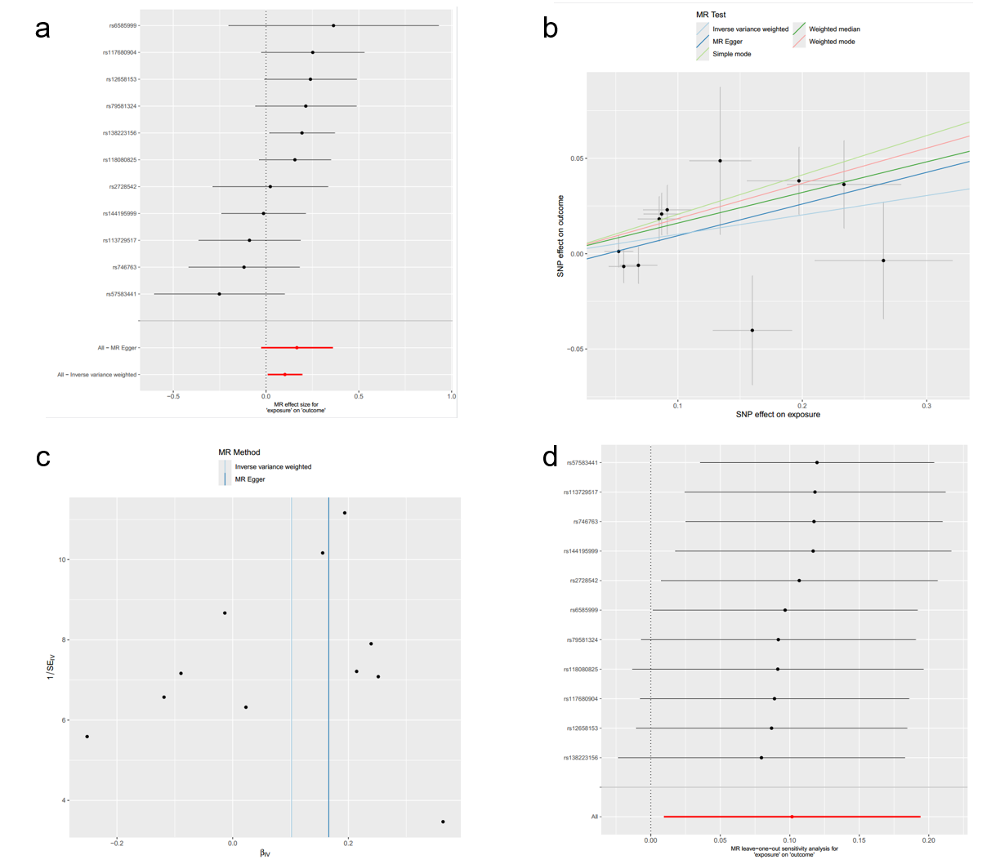 a
rs6585999
rs117680904
rs12658153
rs79581324
rs138223156
rs118080825
rs2728542
rs144195999
rs113729517
rs746763
rs57583441
All − MR Egger
All − Inverse variance weighted
−0.5 0.0 0.5 1.0
MR effect size for
'exposure' on 'outcome'
b
MR Test
Inverse variance weighted Weighted median
MR Egger Weighted mode
Simple mode
SNP effect on outcome
0.05
0.00
−0.05
0.1 0.2 0.3
SNP effect on exposure
c
MR Method
Inverse variance weighted
MR Egger
1/SE_IV
10
8
6
4
−0.2 0.0 0.2
β_IV
d
rs57583441
rs113729517
rs746763
rs144195999
rs2728542
rs6585999
rs79581324
rs118080825
rs117680904
rs12658153
rs138223156
All
0.00 0.05 0.10 0.15 0.20
MR leave−one−out sensitivity analysis for
'exposure' on 'outcome'